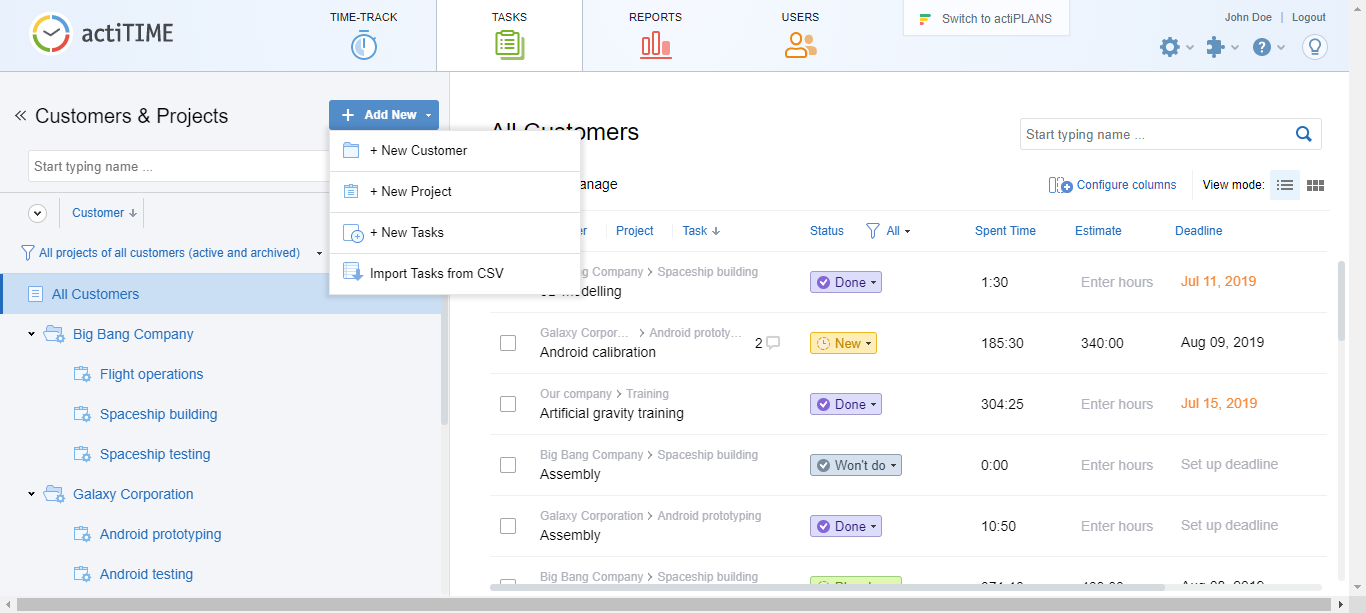 actiTIME
TIME-TRACK
TASKS
REPORTS
USERS
Switch to actiPLANS
John Doe | Logout
Customers & Projects
+ Add New
Start typing name ...
Customer
All projects of all customers (active and archived)
All Customers
Big Bang Company
Flight operations
Spaceship building
Spaceship testing
Galaxy Corporation
Android prototyping
Android testing
+ New Customer
+ New Project
+ New Tasks
Import Tasks from CSV
All Customers
Start typing name ...
anage
Configure columns
View mode:
er Project Task Status All Spent Time Estimate Deadline
ng Company > Spaceship building
modelling
Done 1:30 Enter hours Jul 11, 2019
Galaxy Corpor... > Android prototy...
Android calibration
2 New 185:30 340:00 Aug 09, 2019
Our company > Training
Artificial gravity training
Done 304:25 Enter hours Jul 15, 2019
Big Bang Company > Spaceship building
Assembly
Won't do 0:00 Enter hours Set up deadline
Galaxy Corporation > Android prototyping
Assembly
Done 10:50 Enter hours Set up deadline
Big Bang Company > Spaceship building